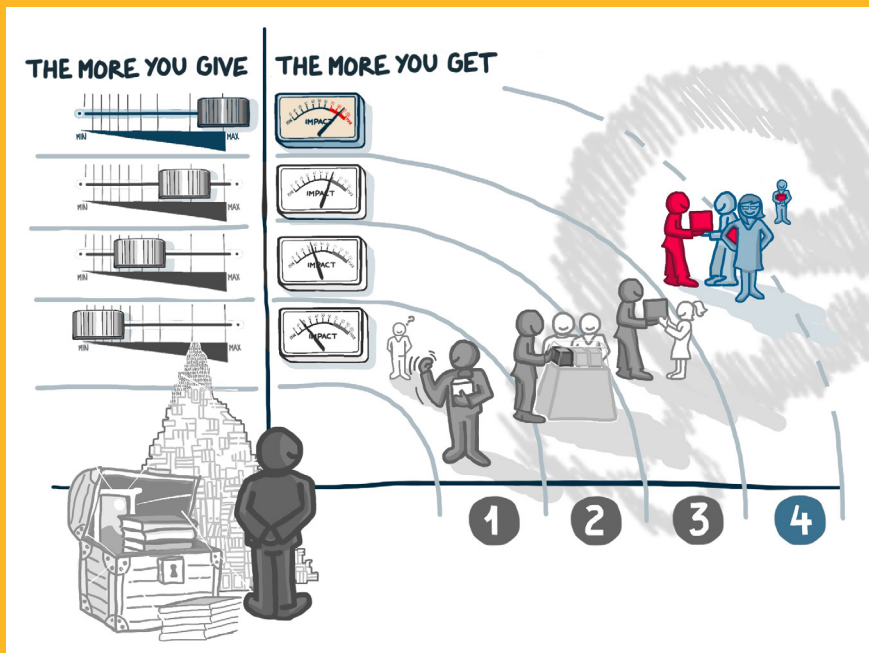 THE MORE YOU GIVE
THE MORE YOU GET
MIN MAX
IMPACT
MIN MAX
IMPACT
MIN MAX
IMPACT
MIN MAX
IMPACT
?
1 2 3 4